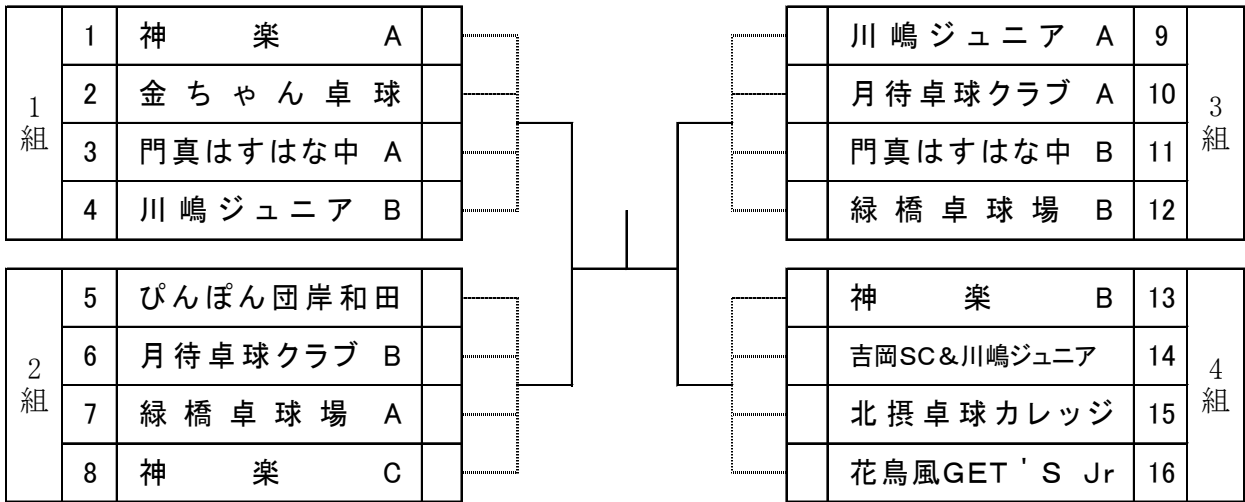 1組
1 神楽 A
2 金ちゃん卓球
3 門真はすはな中 A
4 川嶋ジュニア B
2組
5 ぴんぽん団岸和田
6 月待卓球クラブ B
7 緑橋卓球場 A
8 神楽 C
川嶋ジュニア A 9
月待卓球クラブ A 10
門真はすはな中 B 11
緑橋卓球場 B 12
3組
神楽 B 13
吉岡SC&川嶋ジュニア 14
北摂卓球カレッジ 15
花鳥風GET'S Jr 16
4組